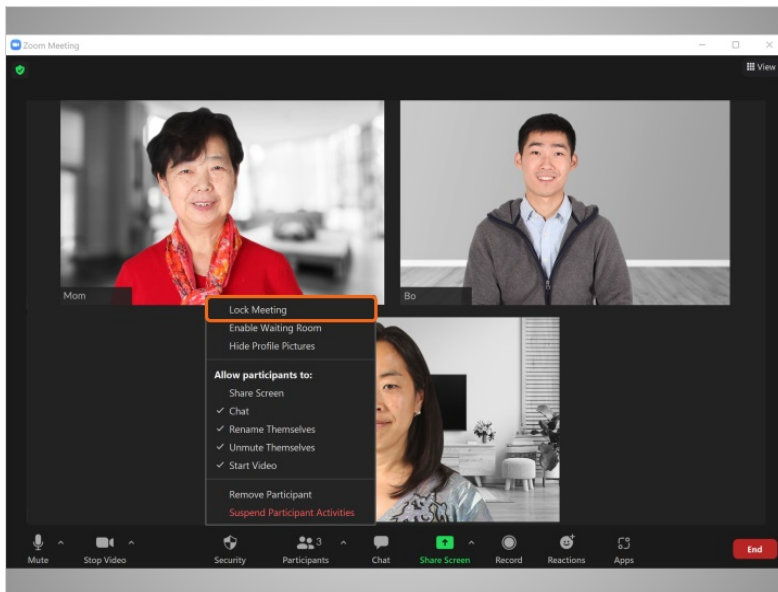 Zoom Meeting
View
Mom
Bo
Lock Meeting
Enable Waiting Room
Hide Profile Pictures
Allow participants to:
Share Screen
Chat
Rename Themselves
Unmute Themselves
Start Video
Remove Participant
Suspend Participant Activities
Mute
Stop Video
Security
3
Participants
Chat
Share Screen
Record
Reactions
Apps
End